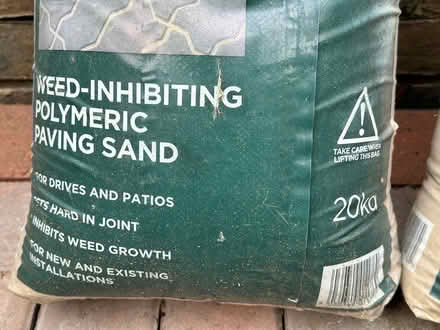 WEED-INHIBITING
POLYMERIC
PAVING SAND
FOR DRIVES AND PATIOS
SETS HARD IN JOINT
INHIBITS WEED GROWTH
FOR NEW AND EXISTING
INSTALLATIONS
!
TAKE CARE WHEN
LIFTING THIS BAG
20kg